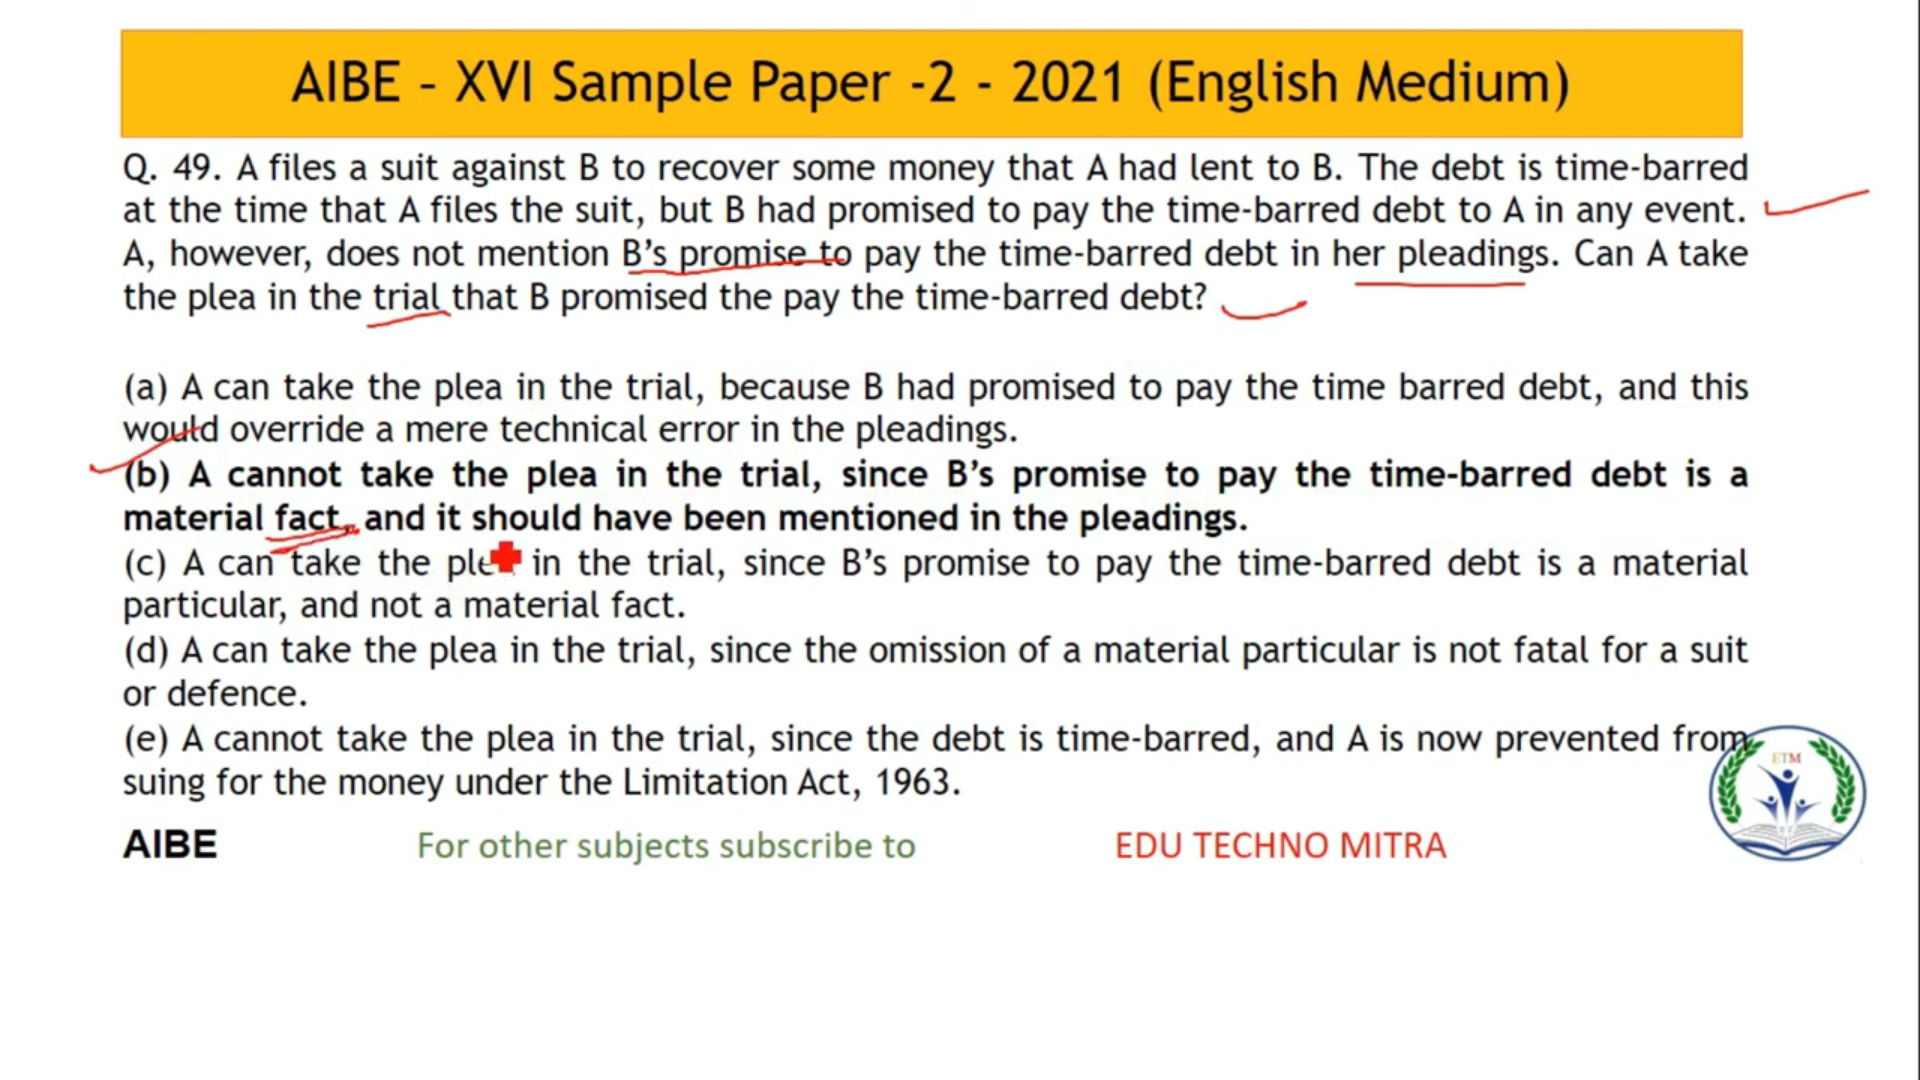 AIBE – XVI Sample Paper -2 - 2021 (English Medium)
Q. 49. A files a suit against B to recover some money that A had lent to B. The debt is time-barred
at the time that A files the suit, but B had promised to pay the time-barred debt to A in any event.
A, however, does not mention B’s promise to pay the time-barred debt in her pleadings. Can A take
the plea in the trial that B promised the pay the time-barred debt?
(a) A can take the plea in the trial, because B had promised to pay the time barred debt, and this
would override a mere technical error in the pleadings.
(b) A cannot take the plea in the trial, since B’s promise to pay the time-barred debt is a
material fact, and it should have been mentioned in the pleadings.
(c) A can take the plea in the trial, since B’s promise to pay the time-barred debt is a material
particular, and not a material fact.
(d) A can take the plea in the trial, since the omission of a material particular is not fatal for a suit
or defence.
(e) A cannot take the plea in the trial, since the debt is time-barred, and A is now prevented from
suing for the money under the Limitation Act, 1963.
ETM
AIBE For other subjects subscribe to EDU TECHNO MITRA